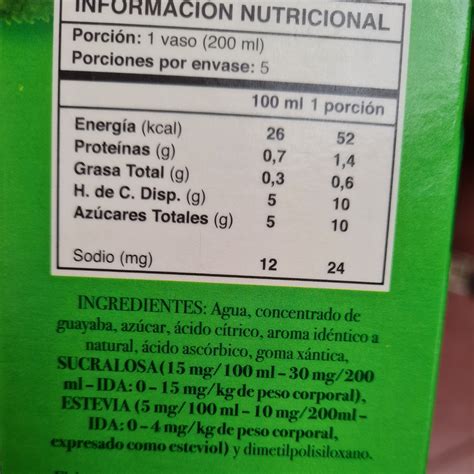 INFORMACIÓN NUTRICIONAL
Porción: 1 vaso (200 ml)
Porciones por envase: 5
100 ml 1 porción
Energía (kcal) 26 52
Proteínas (g) 0,7 1,4
Grasa Total (g) 0,3 0,6
H. de C. Disp. (g) 5 10
Azúcares Totales (g) 5 10
Sodio (mg) 12 24
INGREDIENTES: Agua, concentrado de
guayaba, azúcar, ácido cítrico, aroma idéntico a
natural, ácido ascórbico, goma xántica,
SUCRALOSA (15 mg/100 ml - 30 mg/200
ml - IDA: 0 - 15 mg/kg de peso corporal),
ESTEVIA (5 mg/100 ml - 10 mg/200ml -
IDA: 0-4 mg/kg de peso corporal,
expresado como esteviol) y dimetilpolisiloxano.